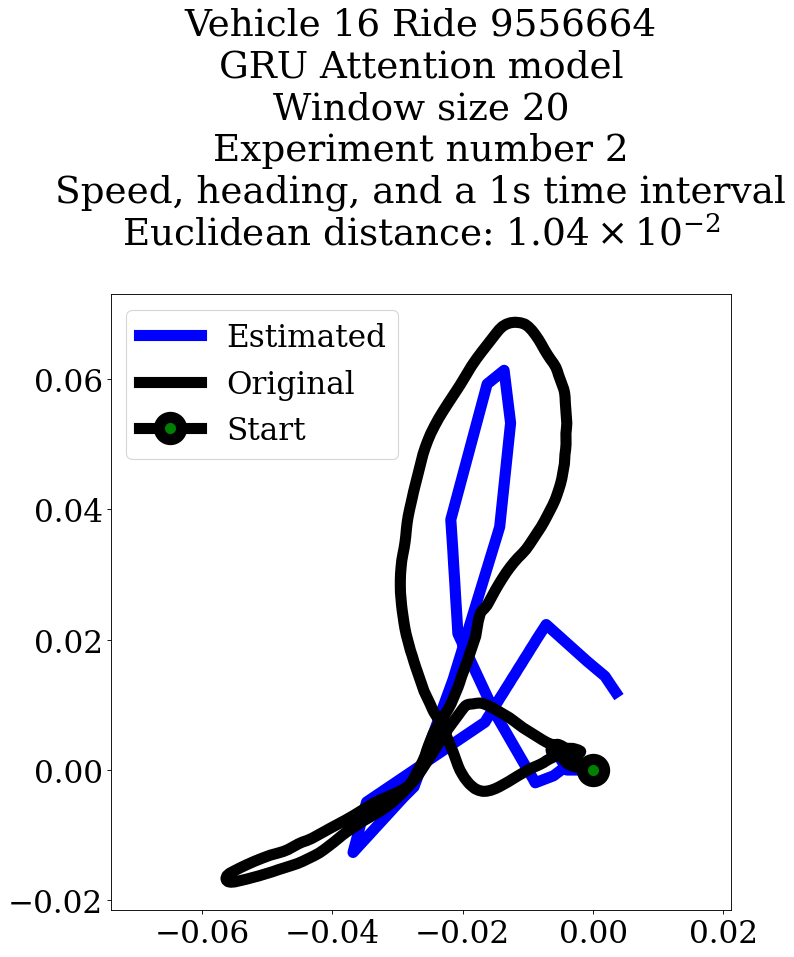 Vehicle 16 Ride 9556664
GRU Attention model
Window size 20
Experiment number 2
Speed, heading, and a 1s time interval
Euclidean distance: 1.04 × 10⁻²
Estimated
Original
Start
0.06
0.04
0.02
0.00
−0.02
−0.06 −0.04 −0.02 0.00 0.02